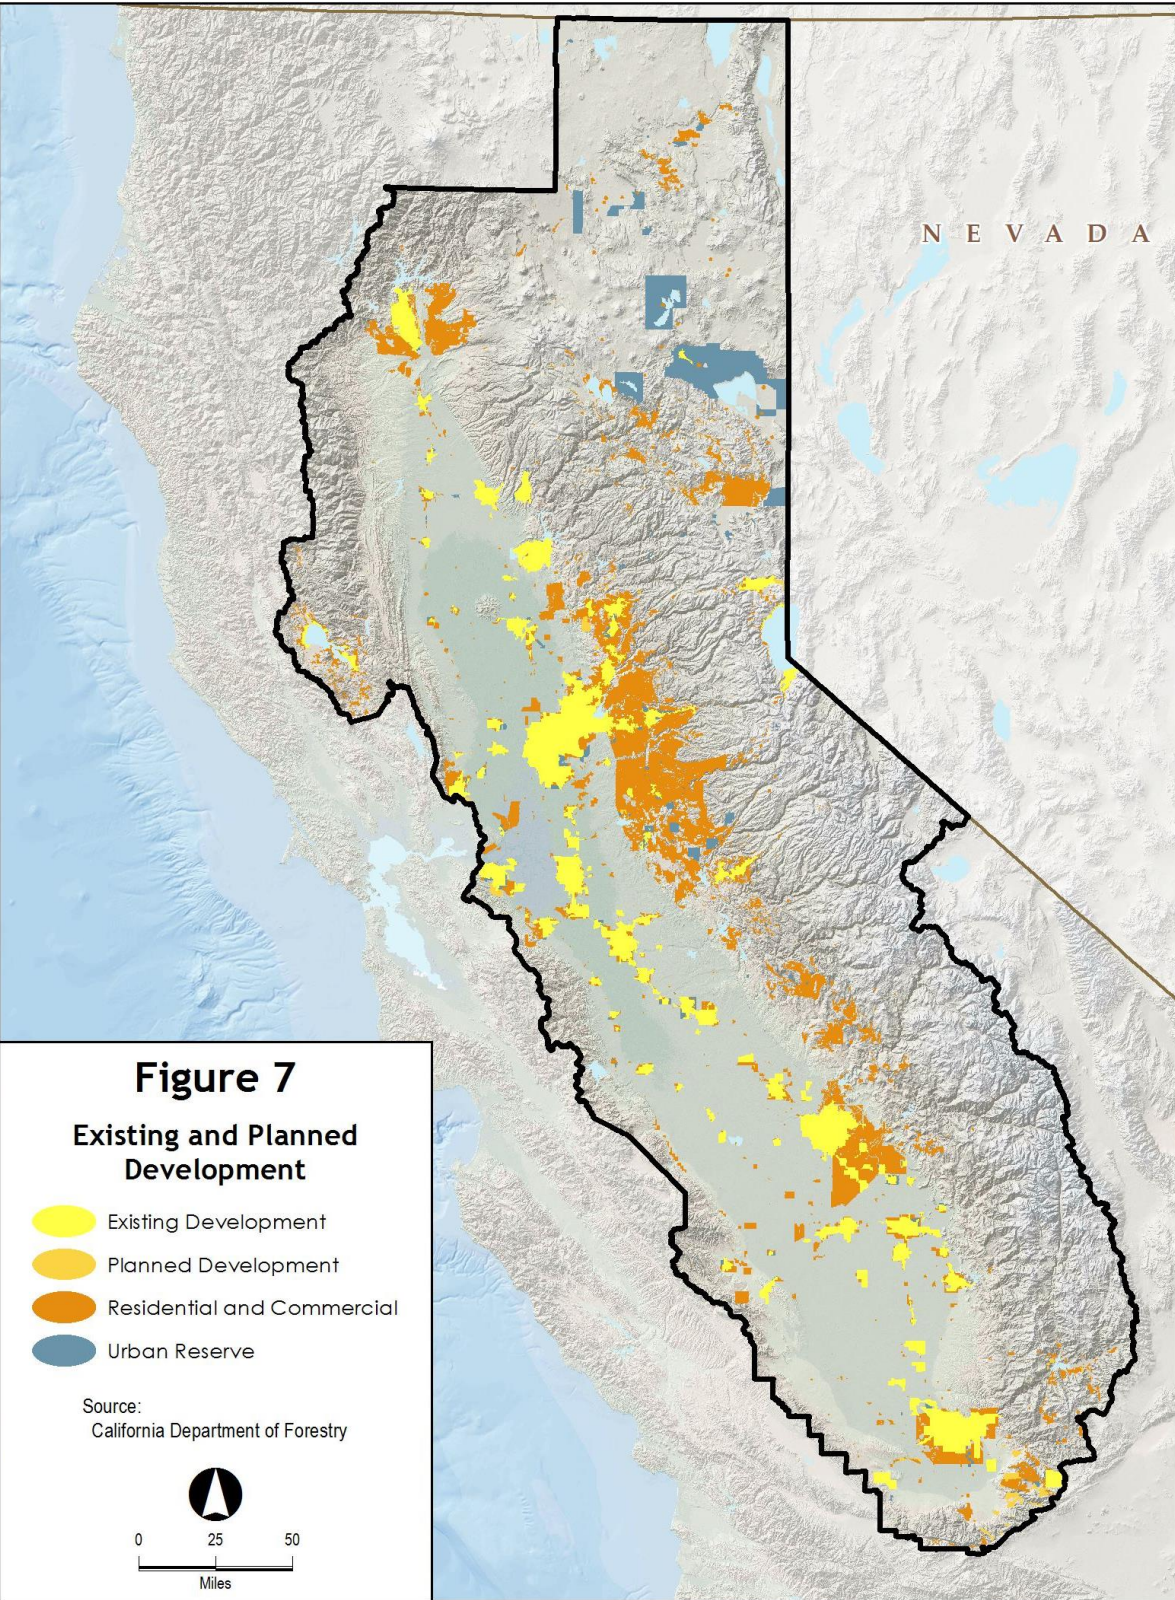 N E V A D A
Figure 7
Existing and Planned
Development
Existing Development
Planned Development
Residential and Commercial
Urban Reserve
Source:
California Department of Forestry
0 25 50
Miles